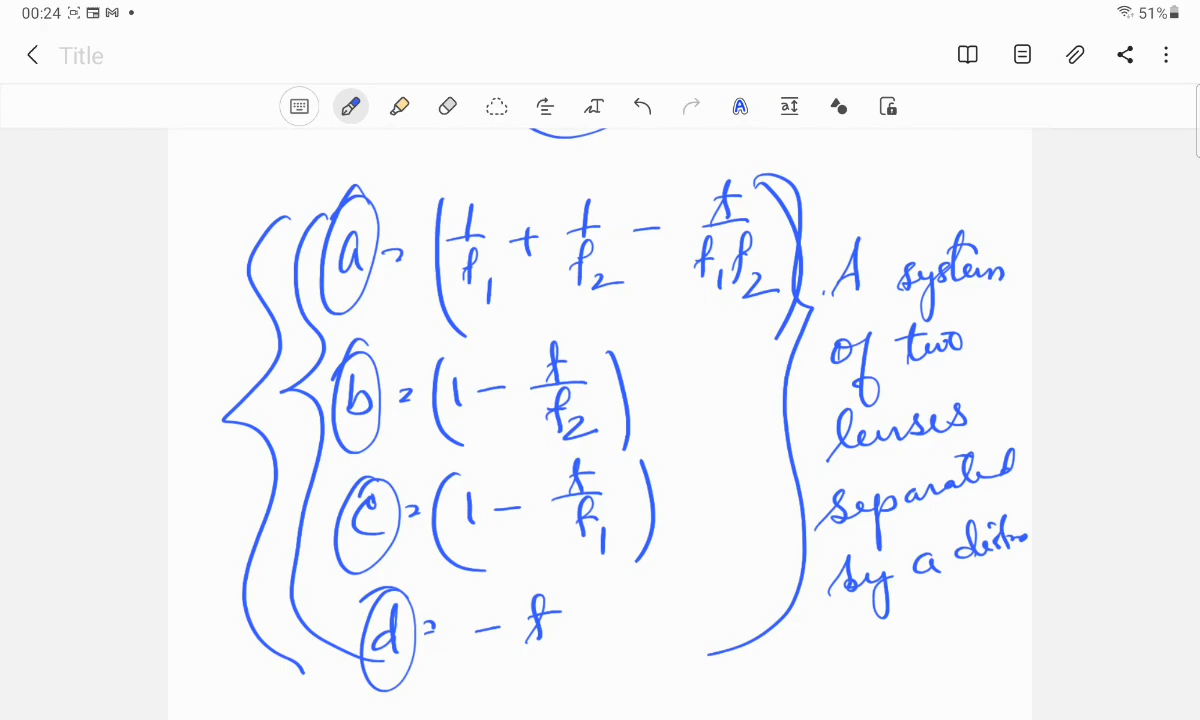 00:24 51%
Title
a = (1/f₁ + 1/f₂ - t/f₁f₂)
b = (1 - t/f₂)
c = (1 - t/f₁)
d = - t
A system
of two
lenses
separated
by a